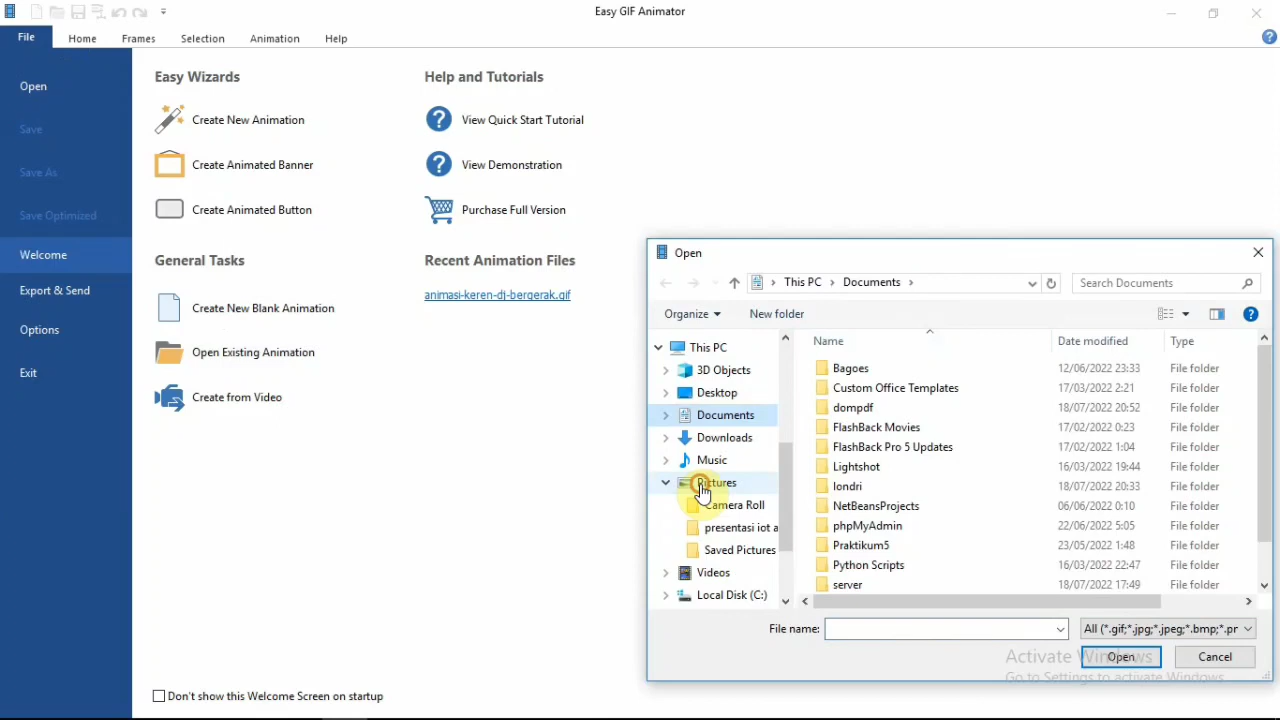 Easy GIF Animator
File Home Frames Selection Animation Help
Open
Save
Save As
Save Optimized
Welcome
Export & Send
Options
Exit
Easy Wizards
Create New Animation
Create Animated Banner
Create Animated Button
General Tasks
Create New Blank Animation
Open Existing Animation
Create from Video
Help and Tutorials
View Quick Start Tutorial
View Demonstration
Purchase Full Version
Recent Animation Files
animasi-keren-dj-bergerak.gif
Don't show this Welcome Screen on startup
Open
This PC > Documents >
Search Documents
Organize
New folder
This PC
3D Objects
Desktop
Documents
Downloads
Music
Pictures
Camera Roll
presentasi iot a
Saved Pictures
Videos
Local Disk (C:)
Name Date modified Type
Bagoes 12/06/2022 23:33 File folder
Custom Office Templates 17/03/2022 2:21 File folder
dompdf 18/07/2022 20:52 File folder
FlashBack Movies 17/02/2022 0:23 File folder
FlashBack Pro 5 Updates 17/02/2022 1:04 File folder
Lightshot 16/03/2022 19:44 File folder
londri 18/07/2022 20:33 File folder
NetBeansProjects 06/06/2022 0:10 File folder
phpMyAdmin 22/06/2022 5:05 File folder
Praktikum5 23/05/2022 1:48 File folder
Python Scripts 16/03/2022 22:47 File folder
server 18/07/2022 17:49 File folder
File name:
All (*.gif;*.jpg;*.jpeg;*.bmp;*.pr
Open
Cancel
Activate Windows
Go to Settings to activate Windows.